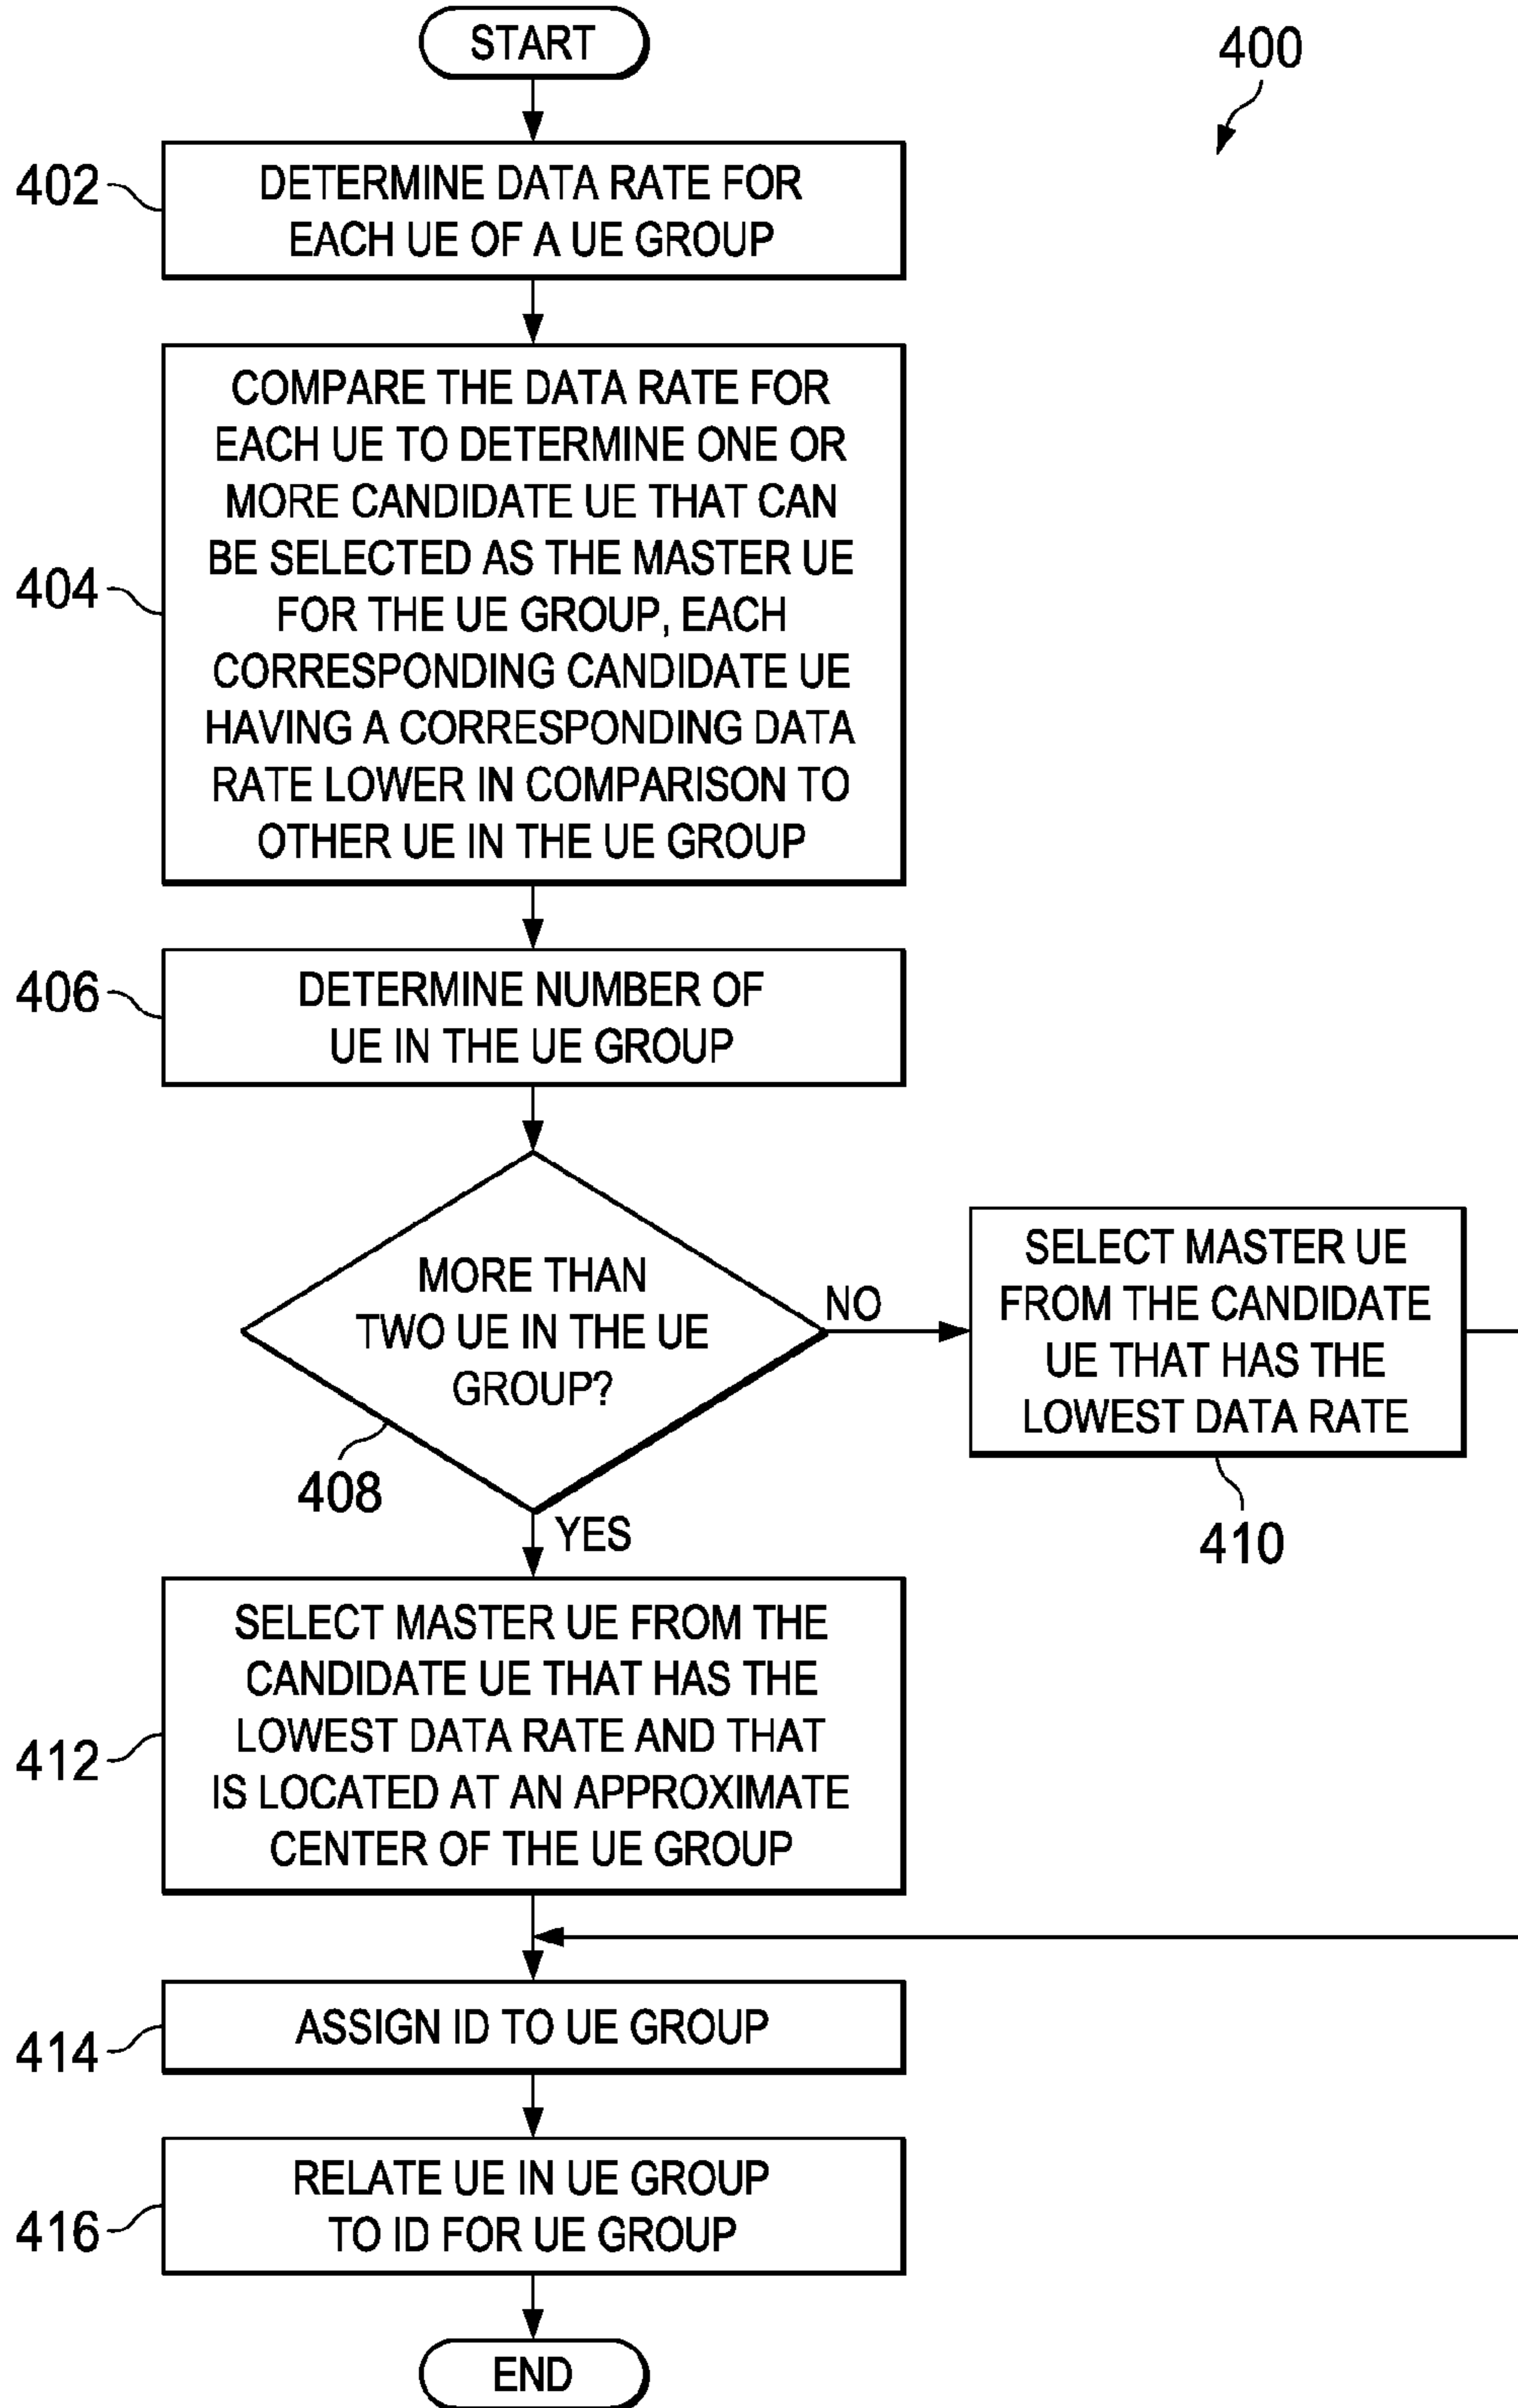 START
400
402
DETERMINE DATA RATE FOR
EACH UE OF A UE GROUP
404
COMPARE THE DATA RATE FOR
EACH UE TO DETERMINE ONE OR
MORE CANDIDATE UE THAT CAN
BE SELECTED AS THE MASTER UE
FOR THE UE GROUP, EACH
CORRESPONDING CANDIDATE UE
HAVING A CORRESPONDING DATA
RATE LOWER IN COMPARISON TO
OTHER UE IN THE UE GROUP
406
DETERMINE NUMBER OF
UE IN THE UE GROUP
MORE THAN
TWO UE IN THE UE
GROUP?
408
NO
SELECT MASTER UE
FROM THE CANDIDATE
UE THAT HAS THE
LOWEST DATA RATE
410
YES
412
SELECT MASTER UE FROM THE
CANDIDATE UE THAT HAS THE
LOWEST DATA RATE AND THAT
IS LOCATED AT AN APPROXIMATE
CENTER OF THE UE GROUP
414
ASSIGN ID TO UE GROUP
416
RELATE UE IN UE GROUP
TO ID FOR UE GROUP
END